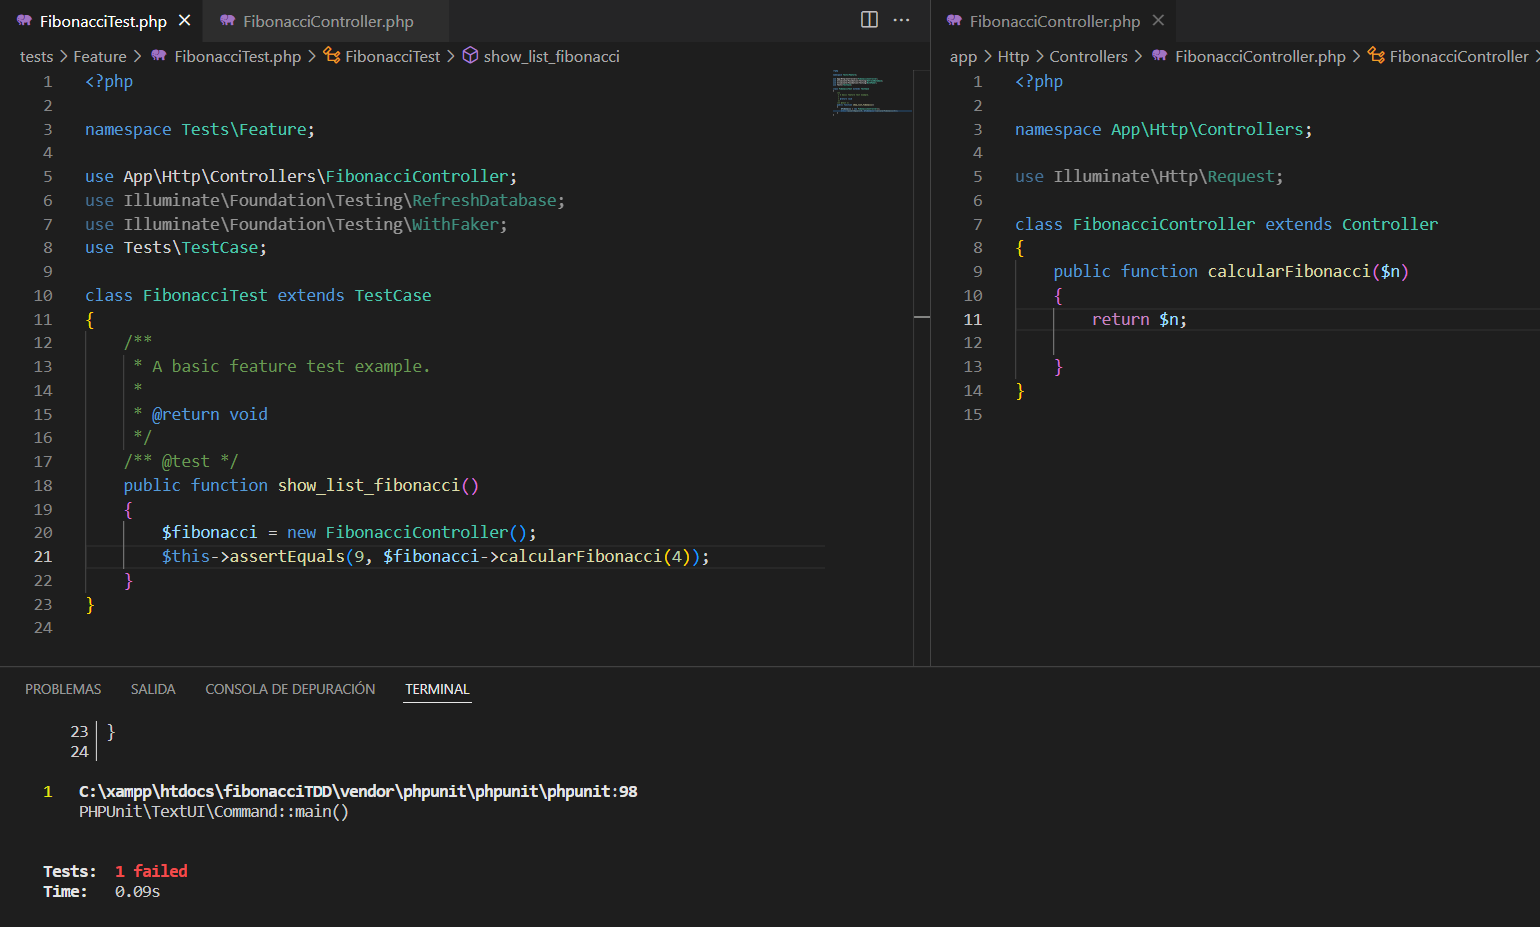 FibonacciTest.php
FibonacciController.php
tests > Feature > FibonacciTest.php > FibonacciTest > show_list_fibonacci
1 <?php
2
3 namespace Tests\Feature;
4
5 use App\Http\Controllers\FibonacciController;
6 use Illuminate\Foundation\Testing\RefreshDatabase;
7 use Illuminate\Foundation\Testing\WithFaker;
8 use Tests\TestCase;
9
10 class FibonacciTest extends TestCase
11 {
12 /**
13 * A basic feature test example.
14 *
15 * @return void
16 */
17 /** @test */
18 public function show_list_fibonacci()
19 {
20 $fibonacci = new FibonacciController();
21 $this->assertEquals(9, $fibonacci->calcularFibonacci(4));
22 }
23 }
24
FibonacciController.php
app > Http > Controllers > FibonacciController.php > FibonacciController >
1 <?php
2
3 namespace App\Http\Controllers;
4
5 use Illuminate\Http\Request;
6
7 class FibonacciController extends Controller
8 {
9 public function calcularFibonacci($n)
10 {
11 return $n;
12
13 }
14 }
15
PROBLEMAS SALIDA CONSOLA DE DEPURACIÓN TERMINAL
23 }
24
1 C:\xampp\htdocs\fibonacciTDD\vendor\phpunit\phpunit\phpunit:98
PHPUnit\TextUI\Command::main()
Tests: 1 failed
Time: 0.09s